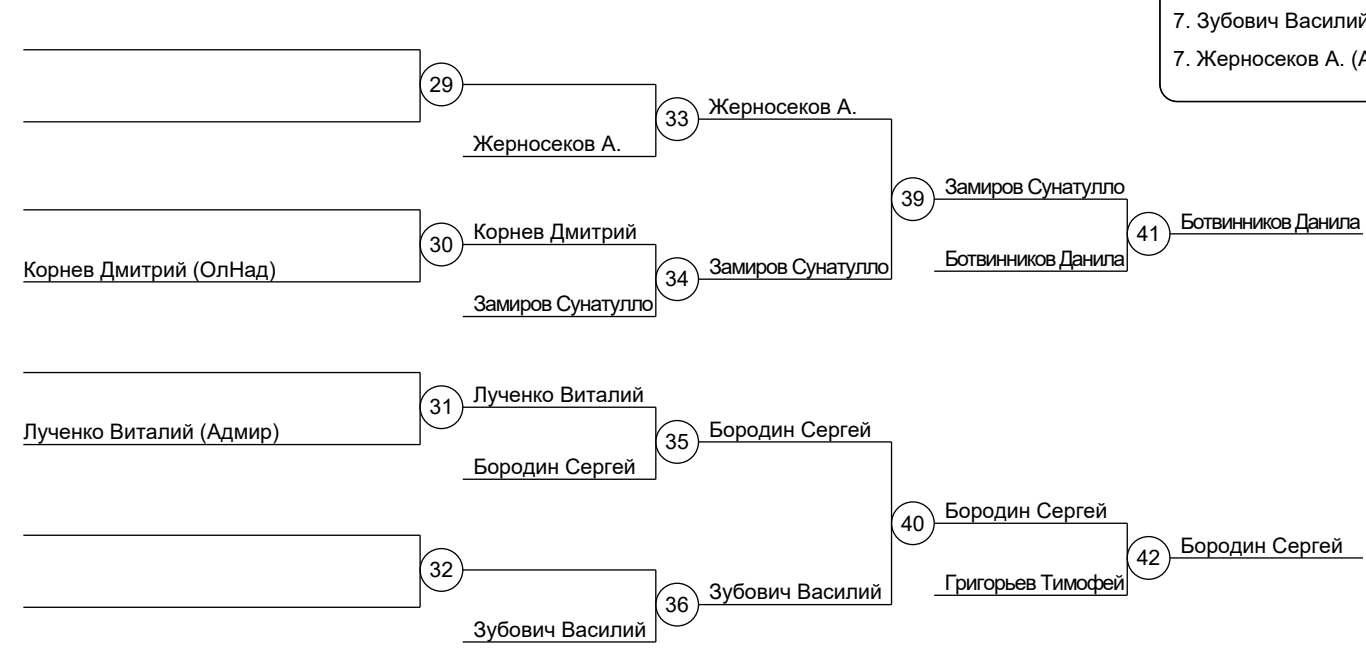 7. Зубович Василий
7. Жерносеков А. (А
29
Жерносеков А.
33
Жерносеков А.
Корнев Дмитрий (ОлНад)
30
Корнев Дмитрий
Замиров Сунатулло
34
Замиров Сунатулло
39
Замиров Сунатулло
Ботвинников Данила
41
Ботвинников Данила
Лученко Виталий (Адмир)
31
Лученко Виталий
Бородин Сергей
35
Бородин Сергей
32
Зубович Василий
36
Зубович Василий
40
Бородин Сергей
Григорьев Тимофей
42
Бородин Сергей